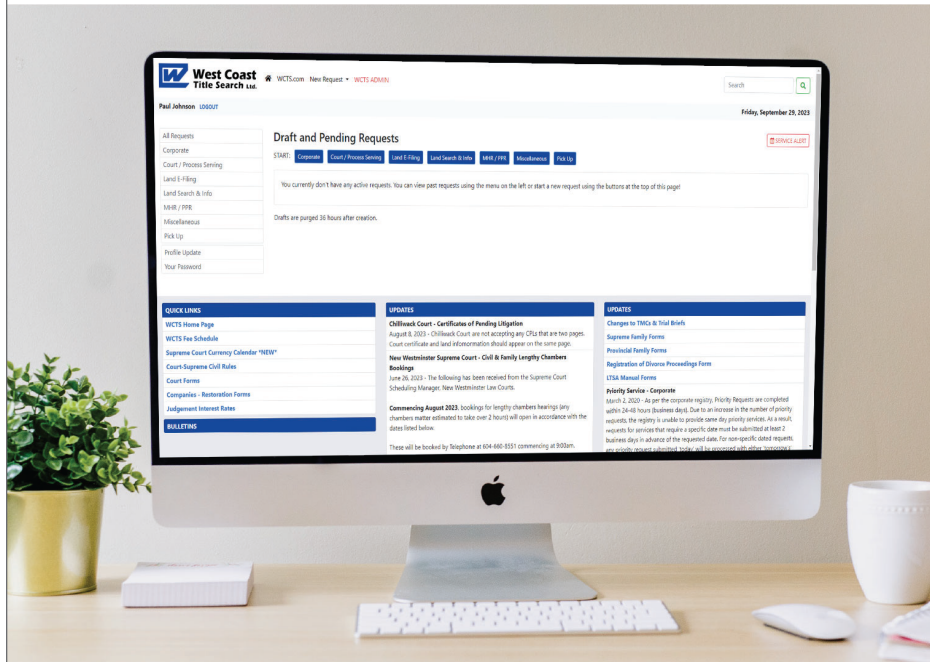 West Coast
Title Search Ltd.
WCTS.com New Request WCTS ADMIN
Search
Paul Johnson LOGOUT
Friday, September 29, 2023
All Requests
Corporate
Court / Process Serving
Land E-Filing
Land Search & Info
MHR / PPR
Miscellaneous
Pick Up
Profile Update
Your Password
Draft and Pending Requests
SERVICE ALERT
START: Corporate Court / Process Serving Land E-Filing Land Search & Info MHR / PPR Miscellaneous Pick Up
You currently don't have any active requests. You can view past requests using the menu on the left or start a new request using the buttons at the top of this page!
Drafts are purged 36 hours after creation.
QUICK LINKS
WCTS Home Page
WCTS Fee Schedule
Supreme Court Currency Calendar *NEW*
Court-Supreme Civil Rules
Court Forms
Companies - Restoration Forms
Judgement Interest Rates
BULLETINS
UPDATES
Chilliwack Court - Certificates of Pending Litigation
August 8, 2023 - Chilliwack Court are not accepting any CPLs that are two pages.
Court certificate and land infomormation should appear on the same page.
New Westminster Supreme Court - Civil & Family Lengthy Chambers
Bookings
June 26, 2023 - The following has been received from the Supreme Court
Scheduling Manager, New Westminster Law Courts.
Commencing August 2023, bookings for lengthy chambers hearings (any
chambers matter estimated to take over 2 hours) will open in accordance with the
dates listed below.
These will be booked by Telephone at 604-660-8551 commencing at 9:00am.
UPDATES
Changes to TMCs & Trial Briefs
Supreme Family Forms
Provincial Family Forms
Registration of Divorce Proceedings Form
LTSA Manual Forms
Priority Service - Corporate
March 2, 2020 - As per the corporate registry, Priority Requests are completed
within 24-48 hours (business days). Due to an increase in the number of priority
requests, the registry is unable to provide same day priority services. As a result,
requests for services that require a specific date must be submitted at least 2
business days in advance of the requested date. For non-specific dated requests,
any priority request submitted 'today' will be processed with either 'tomorrow's'